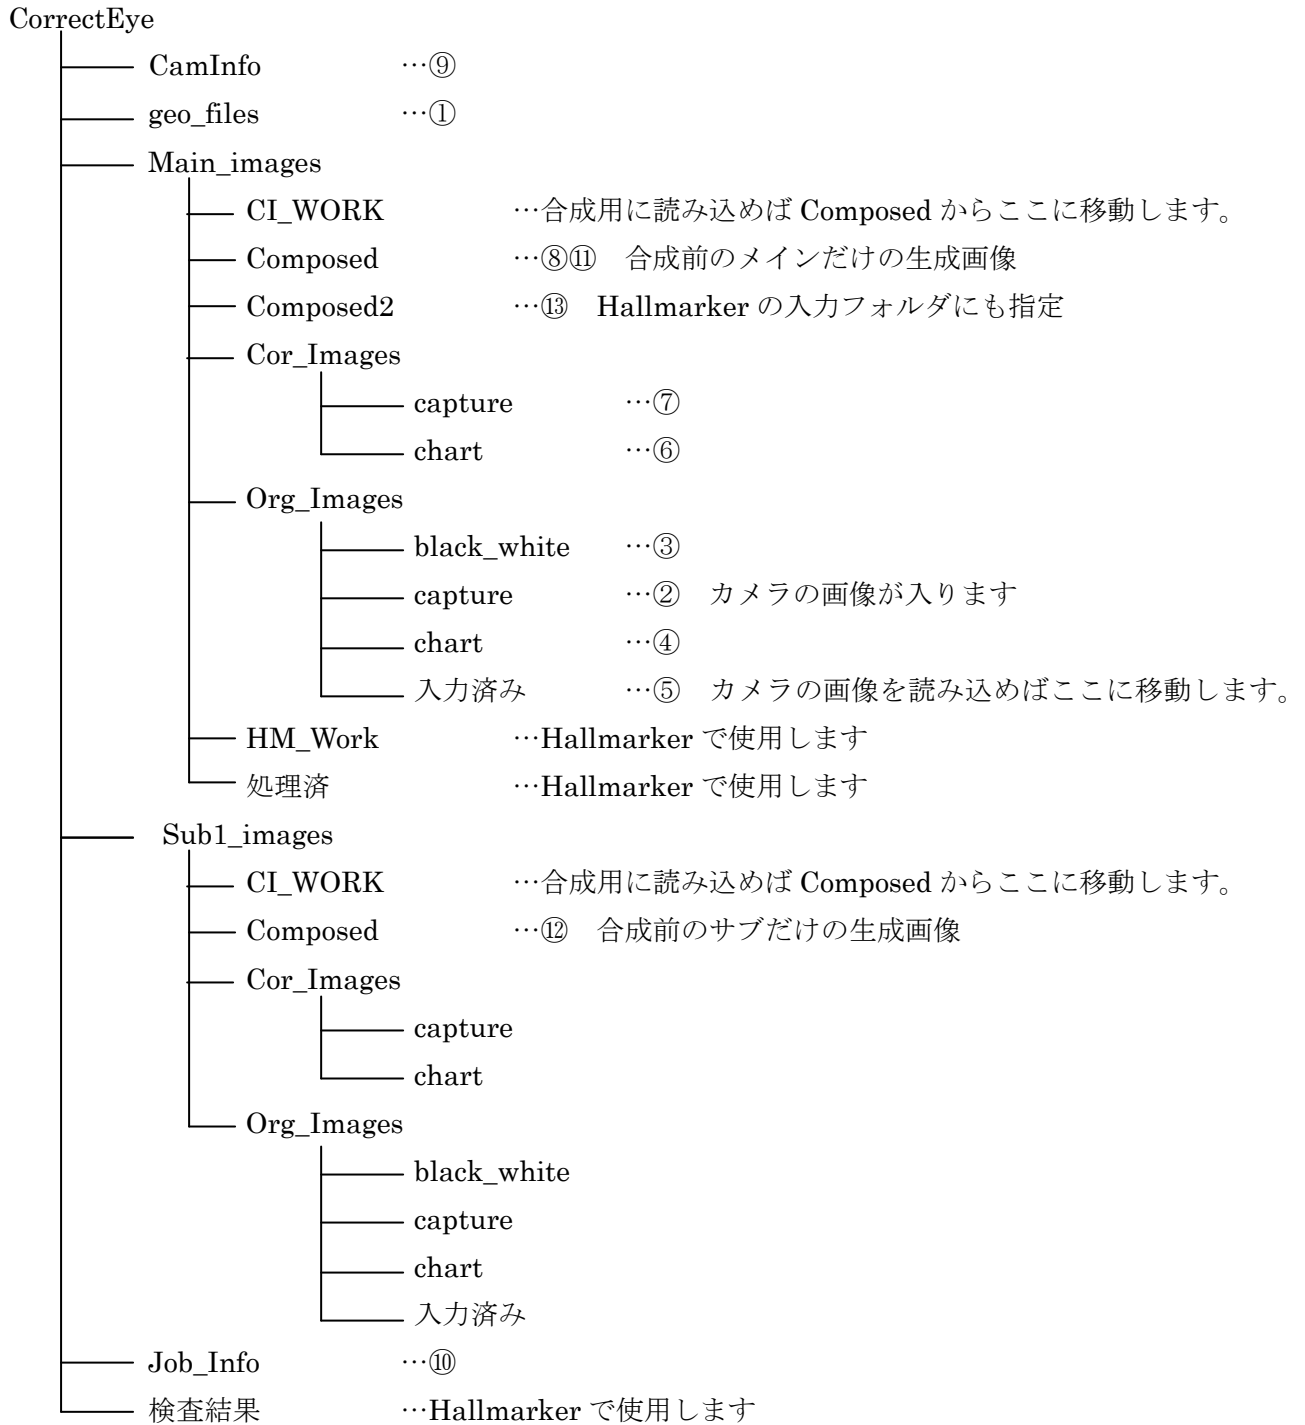 CorrectEye
CamInfo …⑨
geo_files …①
Main_images
CI_WORK …合成用に読み込めば Composed からここに移動します。
Composed …⑧⑪ 合成前のメインだけの生成画像
Composed2 …⑬ Hallmarker の入力フォルダにも指定
Cor_Images
capture …⑦
chart …⑥
Org_Images
black_white …③
capture …② カメラの画像が入ります
chart …④
入力済み …⑤ カメラの画像を読み込めばここに移動します。
HM_Work …Hallmarker で使用します
処理済 …Hallmarker で使用します
Sub1_images
CI_WORK …合成用に読み込めば Composed からここに移動します。
Composed …⑫ 合成前のサブだけの生成画像
Cor_Images
capture
chart
Org_Images
black_white
capture
chart
入力済み
Job_Info …⑩
検査結果 …Hallmarker で使用します